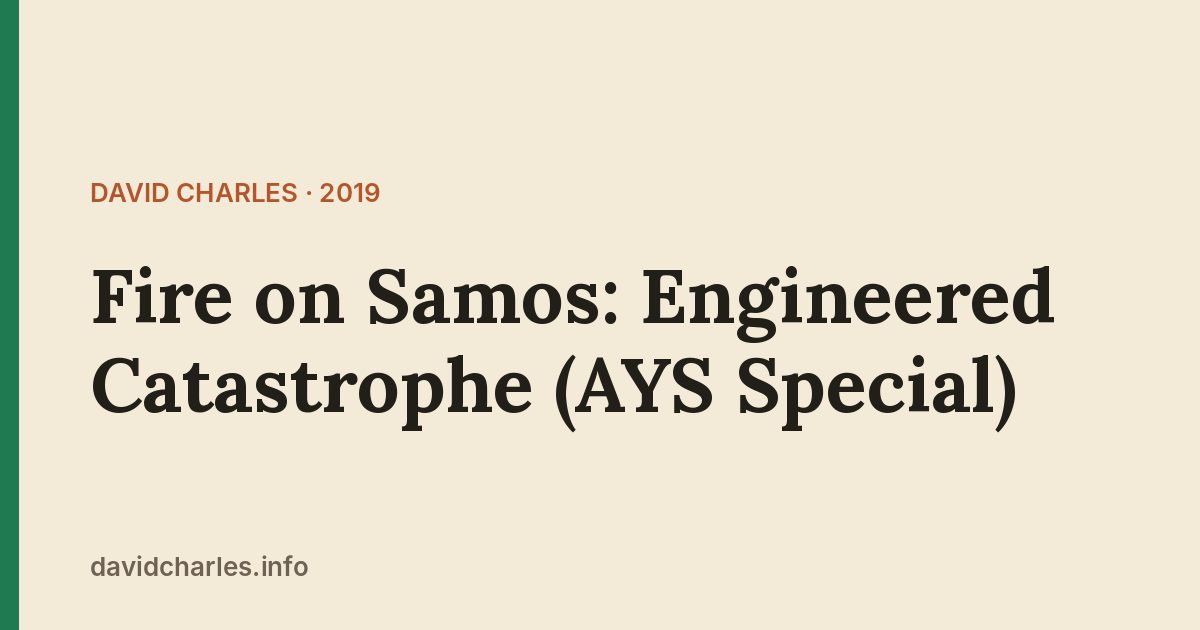 DAVID CHARLES · 2019
Fire on Samos: Engineered
Catastrophe (AYS Special)
davidcharles.info